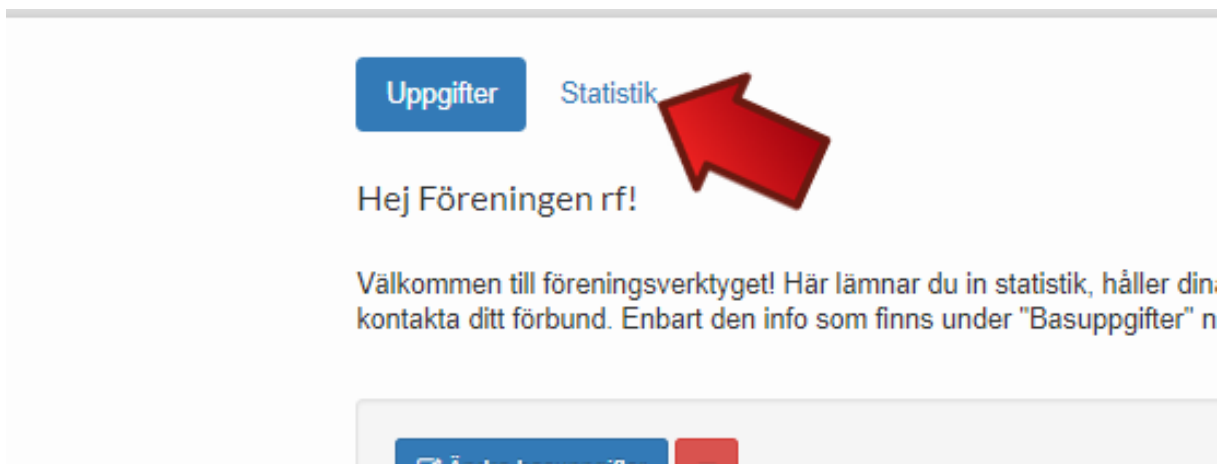 Uppgifter Statistik
Hej Föreningen rf!
Välkommen till föreningsverktyget! Här lämnar du in statistik, håller
kontakta ditt förbund. Enbart den info som finns under "Basuppgifter"